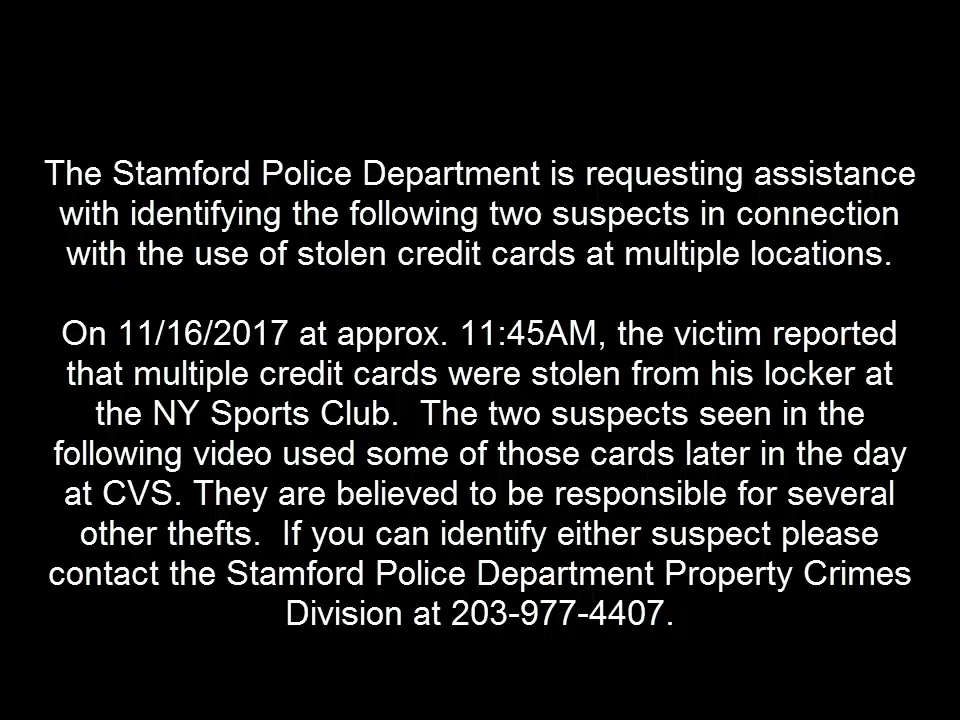 The Stamford Police Department is requesting assistance
with identifying the following two suspects in connection
with the use of stolen credit cards at multiple locations.
On 11/16/2017 at approx. 11:45AM, the victim reported
that multiple credit cards were stolen from his locker at
the NY Sports Club.  The two suspects seen in the
following video used some of those cards later in the day
at CVS. They are believed to be responsible for several
other thefts.  If you can identify either suspect please
contact the Stamford Police Department Property Crimes
Division at 203-977-4407.